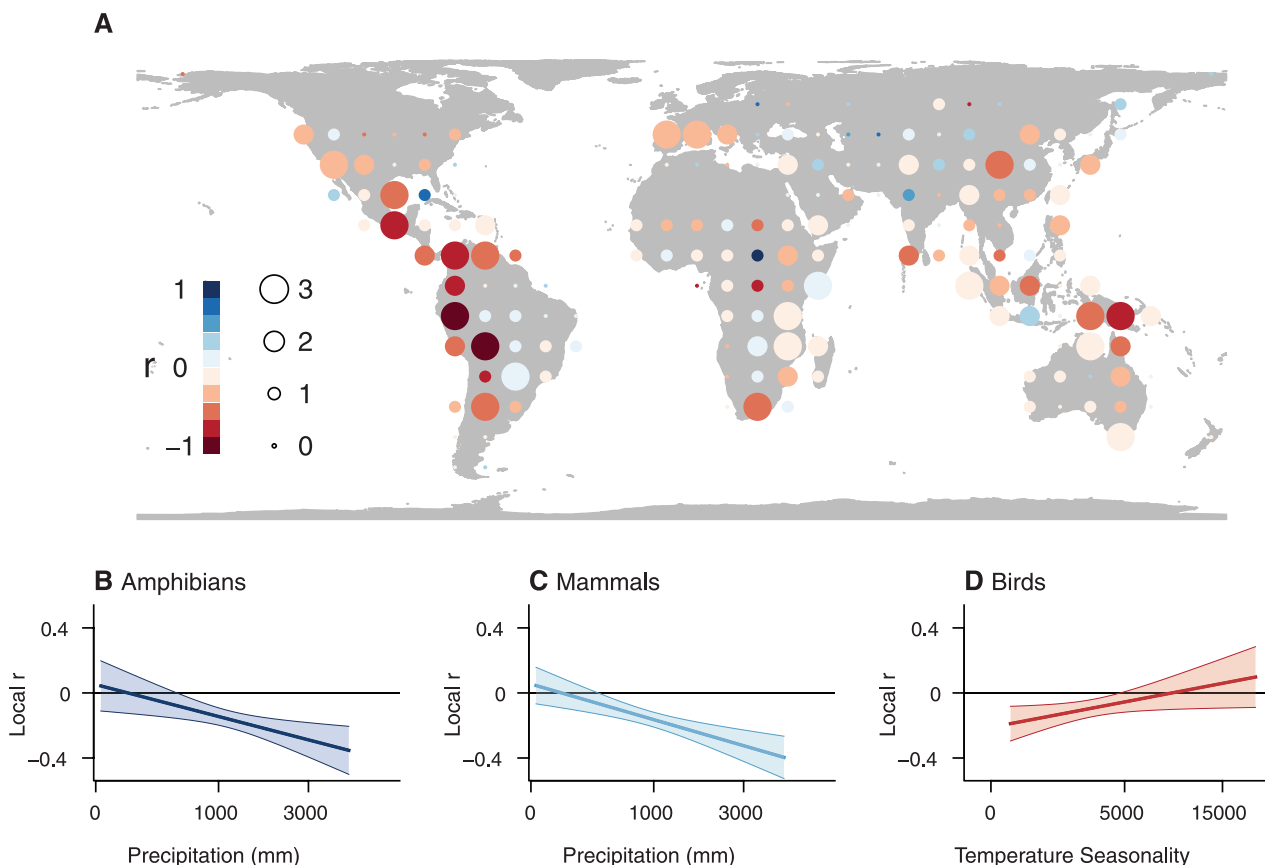 A
1
r 0
−1
3
2
1
0
B Amphibians
0.4
0
−0.4
Local r
0 1000 3000
Precipitation (mm)
C Mammals
0.4
0
−0.4
Local r
0 1000 3000
Precipitation (mm)
D Birds
0.4
0
−0.4
Local r
0 5000 15000
Temperature Seasonality